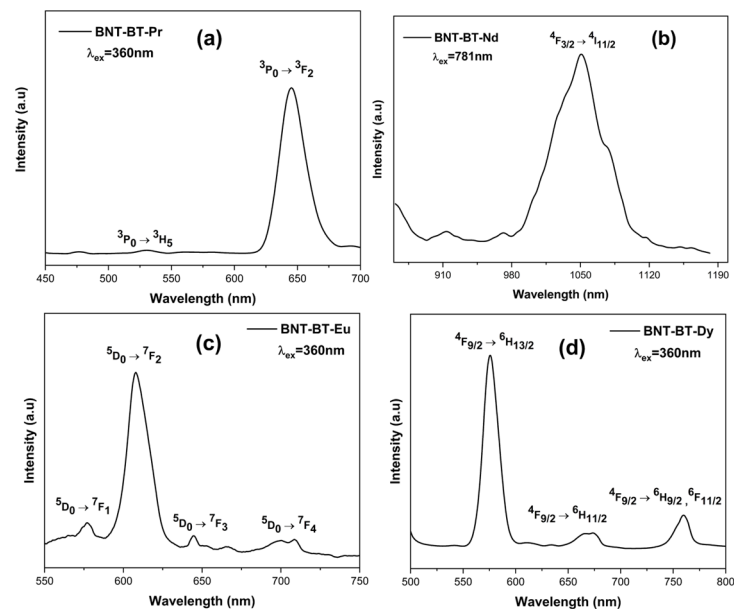 BNT-BT-Pr
(a)
λex=360nm
³P₀→³F₂
³P₀→³H₅
Intensity (a.u)
450 500 550 600 650 700
Wavelength (nm)
BNT-BT-Nd
⁴F₃/₂→⁴I₁₁/₂
(b)
λex=781nm
Intensity (a.u)
910 980 1050 1120 1190
Wavelength (nm)
(c)
BNT-BT-Eu
λex=360nm
⁵D₀→⁷F₂
⁵D₀→⁷F₁
⁵D₀→⁷F₃
⁵D₀→⁷F₄
Intensity (a.u)
550 600 650 700 750
Wavelength (nm)
BNT-BT-Dy
(d)
λex=360nm
⁴F₉/₂→⁶H₁₃/₂
⁴F₉/₂→⁶H₁₁/₂
⁴F₉/₂→⁶H₉/₂ , ⁶F₁₁/₂
Intensity (a.u)
500 550 600 650 700 750 800
Wavelength (nm)